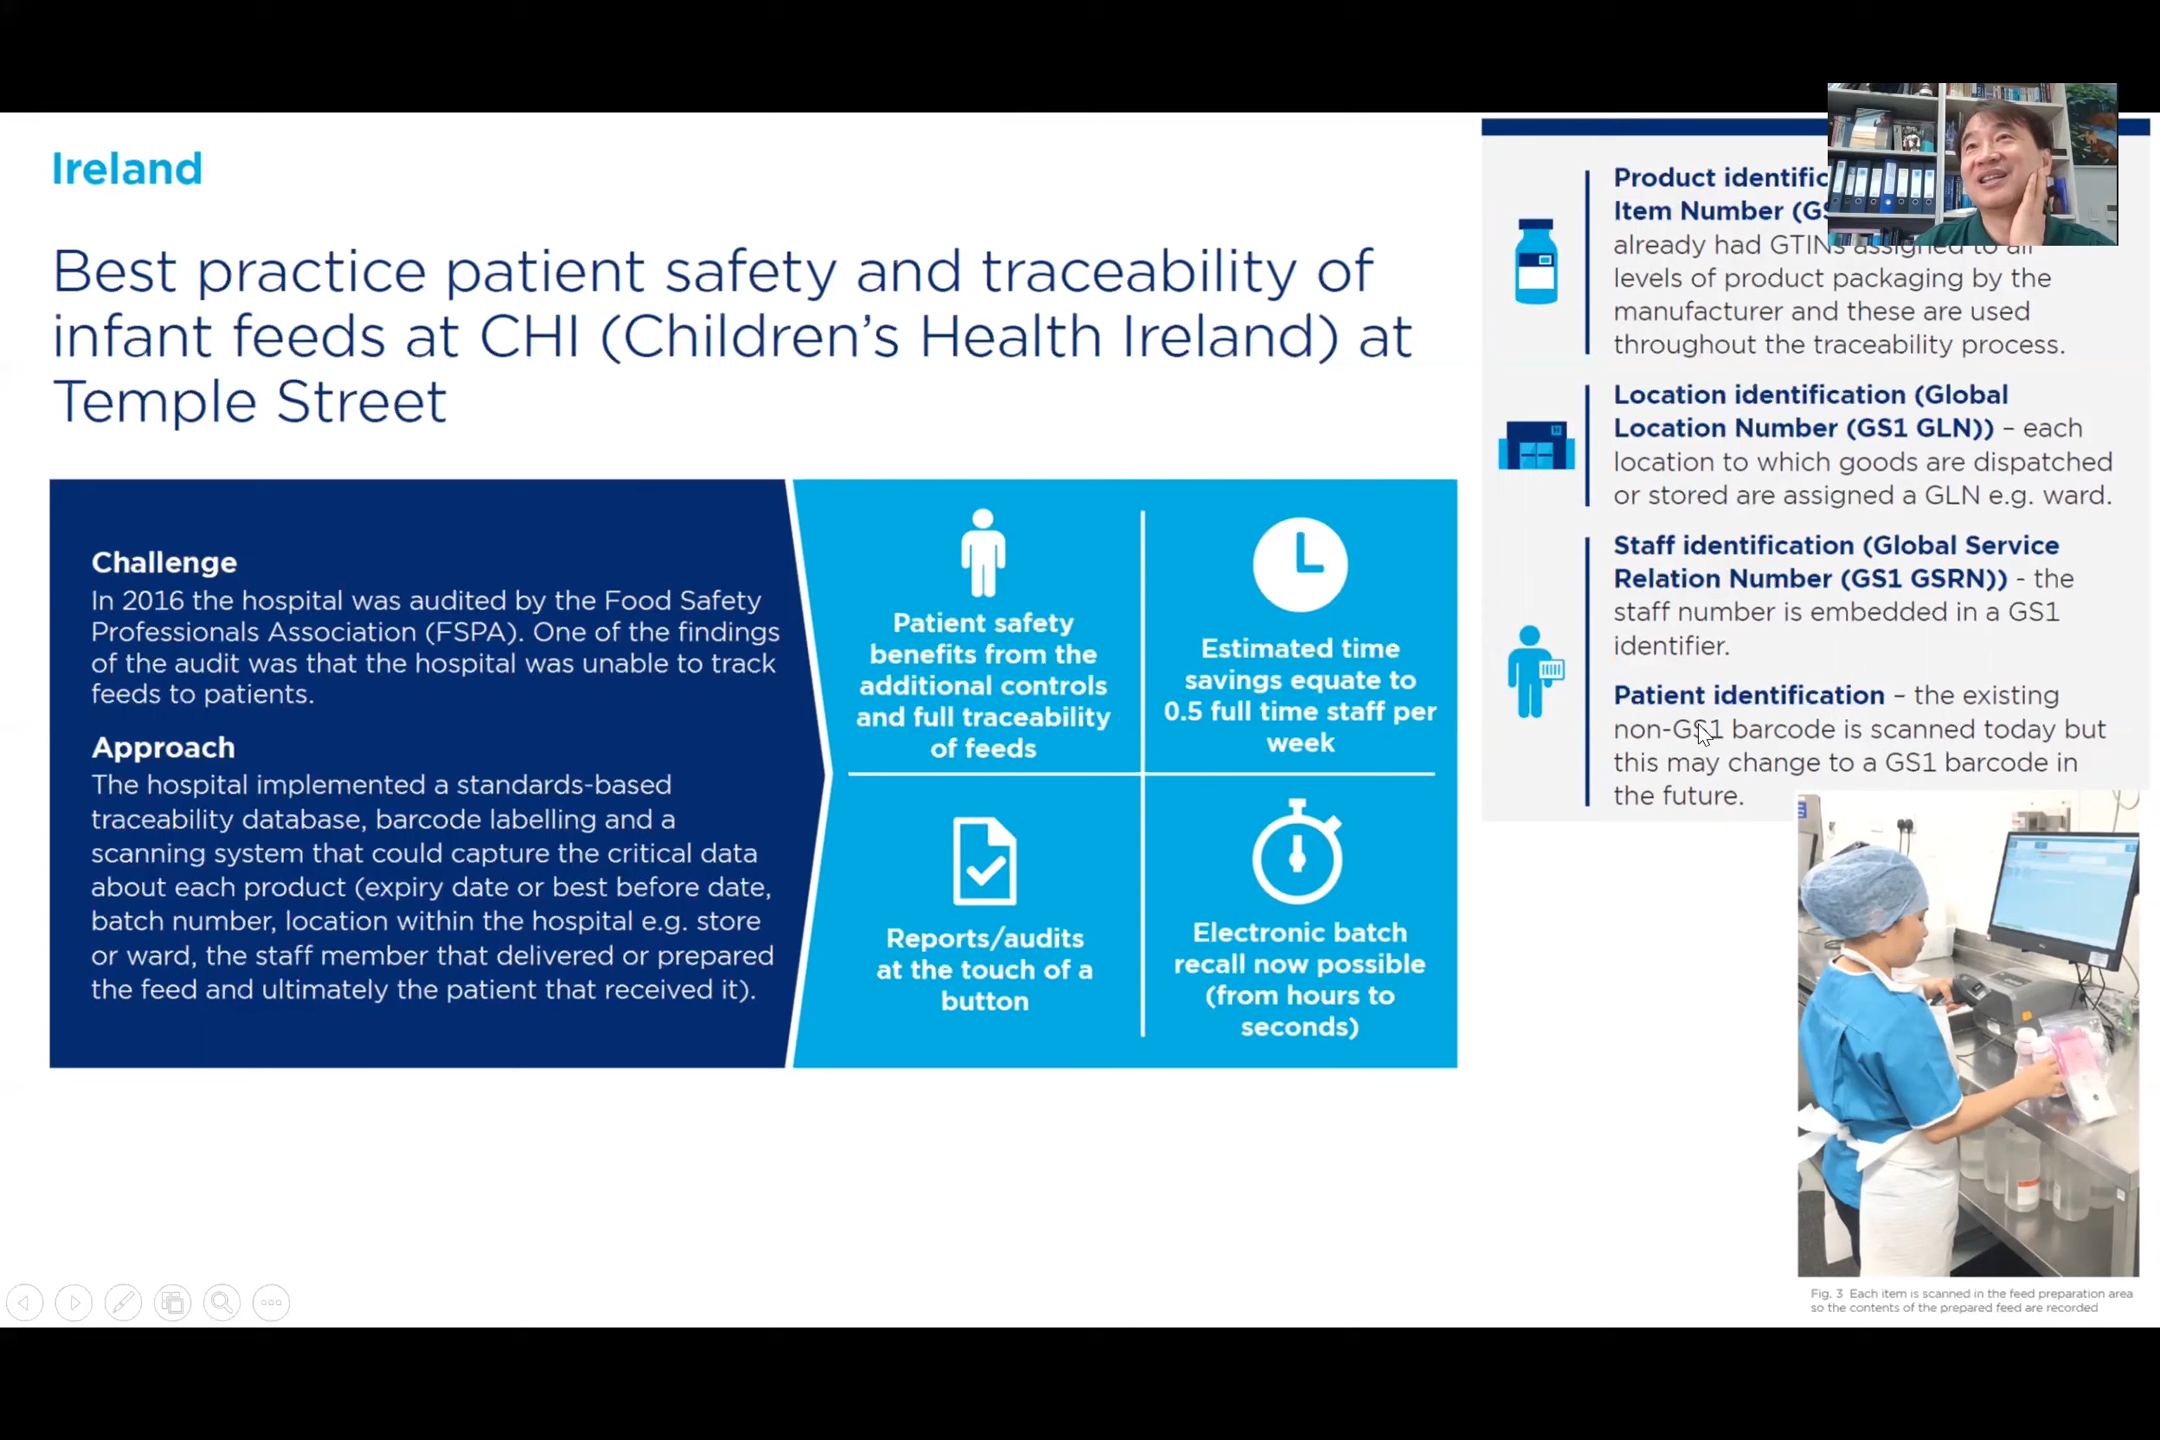 Ireland
Best practice patient safety and traceability of
infant feeds at CHI (Children's Health Ireland) at
Temple Street
Challenge
In 2016 the hospital was audited by the Food Safety
Professionals Association (FSPA). One of the findings
of the audit was that the hospital was unable to track
feeds to patients.
Approach
The hospital implemented a standards-based
traceability database, barcode labelling and a
scanning system that could capture the critical data
about each product (expiry date or best before date,
batch number, location within the hospital e.g. store
or ward, the staff member that delivered or prepared
the feed and ultimately the patient that received it).
Patient safety
benefits from the
additional controls
and full traceability
of feeds
Estimated time
savings equate to
0.5 full time staff per
week
Reports/audits
at the touch of a
button
Electronic batch
recall now possible
(from hours to
seconds)
Product
Item Number
already had GTINs assigned to all
levels of product packaging by the
manufacturer and these are used
throughout the traceability process.
Location identification (Global
Location Number (GS1 GLN)) – each
location to which goods are dispatched
or stored are assigned a GLN e.g. ward.
Staff identification (Global Service
Relation Number (GS1 GSRN)) - the
staff number is embedded in a GS1
identifier.
Patient identification – the existing
non-GS1 barcode is scanned today but
this may change to a GS1 barcode in
the future.
Fig. 3 Each item is scanned in the feed preparation area
so the contents of the prepared feed are recorded